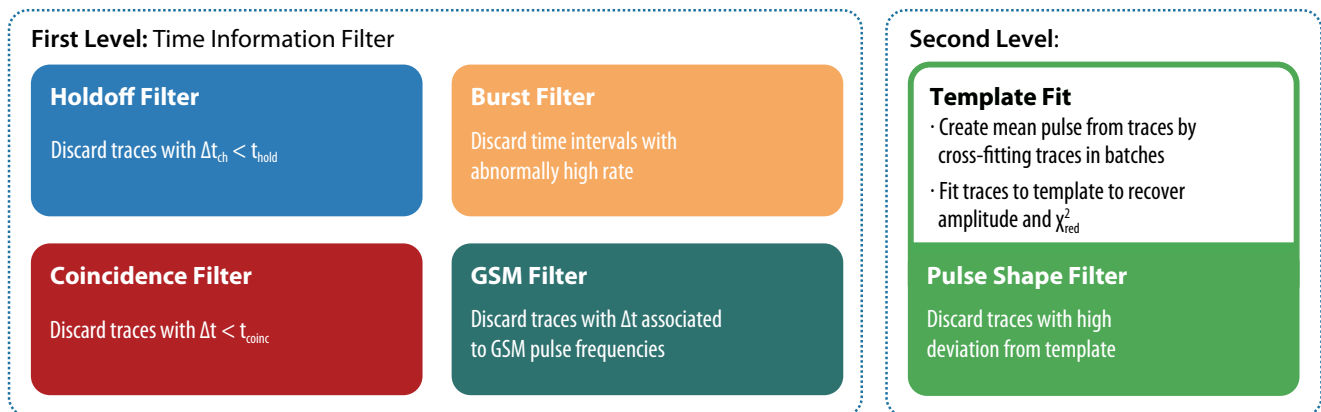 First Level: Time Information Filter
Holdoff Filter
Discard traces with Δt_ch < t_hold
Burst Filter
Discard time intervals with
abnormally high rate
Coincidence Filter
Discard traces with Δt < t_coinc
GSM Filter
Discard traces with Δt associated
to GSM pulse frequencies
Second Level:
Template Fit
· Create mean pulse from traces by
cross-fitting traces in batches
· Fit traces to template to recover
amplitude and χ²_red
Pulse Shape Filter
Discard traces with high
deviation from template